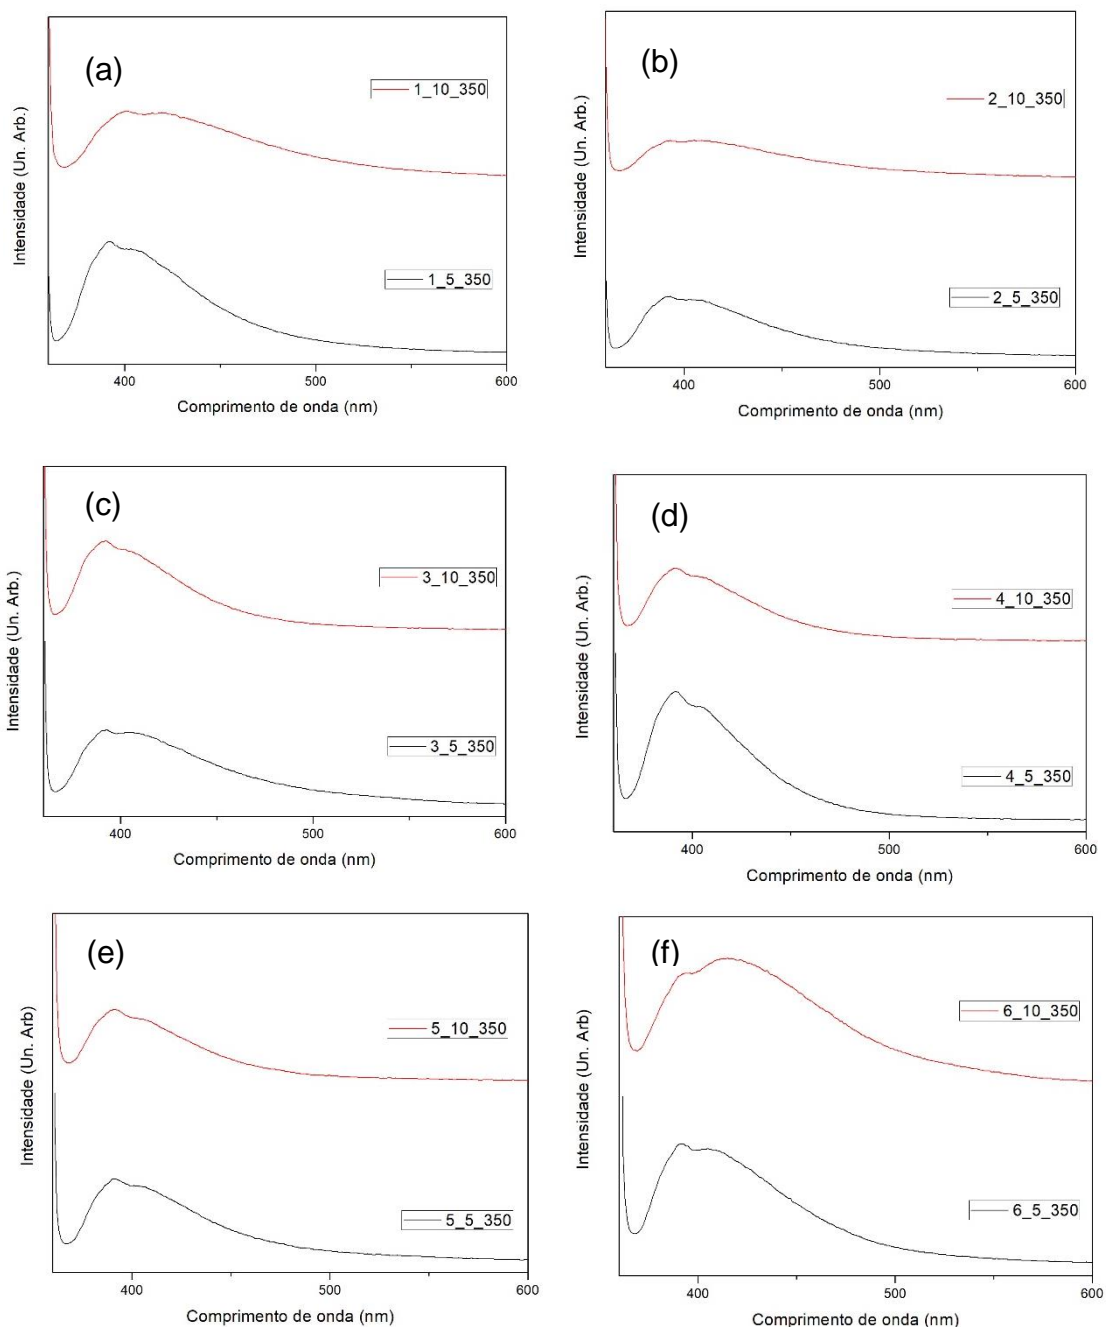 (a)
1_10_350
1_5_350
Intensidade (Un. Arb.)
400 500 600
Comprimento de onda (nm)
(b)
2_10_350
2_5_350
Intensidade (Un. Arb.)
400 500 600
Comprimento de onda (nm)
(c)
3_10_350
3_5_350
Intensidade (Un. Arb.)
400 500 600
Comprimento de onda (nm)
(d)
4_10_350
4_5_350
Intensidade (Un. Arb.)
400 500 600
Comprimento de onda (nm)
(e)
5_10_350
5_5_350
Intensidade (Un. Arb)
400 500 600
Comprimento de onda (nm)
(f)
6_10_350
6_5_350
Intensidade (Un. Arb)
400 500 600
Comprimento de onda (nm)